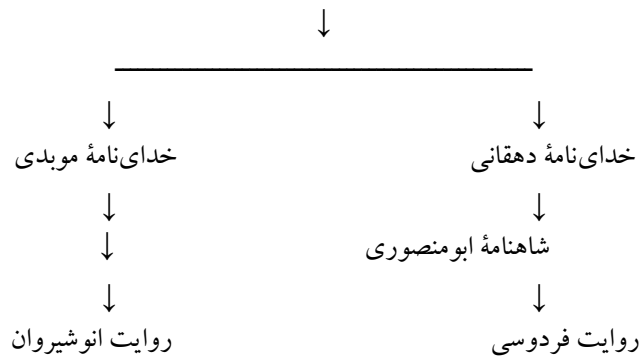 خدای‌نامهٔ دهقانی خدای‌نامهٔ موبدی
شاهنامهٔ ابومنصوری
روایت فردوسی روایت انوشیروان